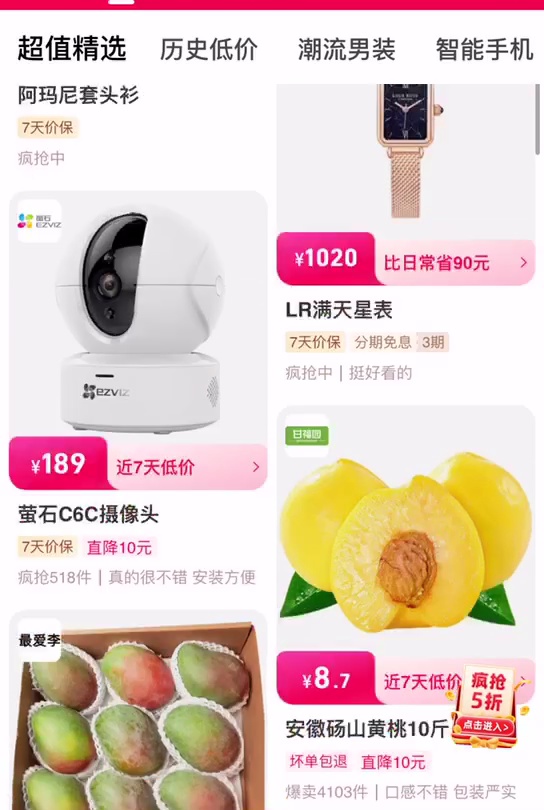 超值精选 历史低价 潮流男装 智能手机
阿玛尼套头衫
7天价保
疯抢中
萤石
EZVIZ
ezviz
¥189 近7天低价 >
萤石C6C摄像头
7天价保 直降10元
疯抢518件 | 真的很不错 安装方便
最爱李
¥1020 比日常省90元 >
LR满天星表
7天价保 分期免息 3期
疯抢中 | 挺好看的
甘福园
¥8.7 近7天低价
疯抢
5折
点击进入>
安徽砀山黄桃10斤
坏单包退 直降10元
爆卖4103件 | 口感不错 包装严实